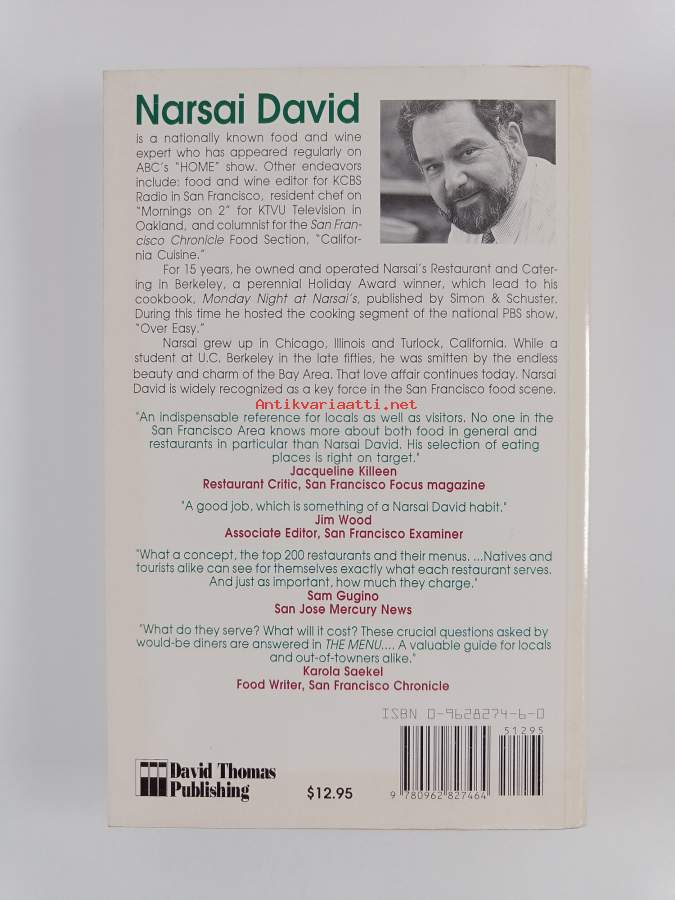 Narsai David
is a nationally known food and wine
expert who has appeared regularly on
ABC's "HOME" show. Other endeavors
include: food and wine editor for KCBS
Radio in San Francisco, resident chef on
"Mornings on 2" for KTVU Television in
Oakland, and columnist for the San Fran-
cisco Chronicle Food Section, "Califor-
nia Cuisine."
For 15 years, he owned and operated Narsai's Restaurant and Cater-
ing in Berkeley, a perennial Holiday Award winner, which lead to his
cookbook, Monday Night at Narsai's, published by Simon & Schuster.
During this time he hosted the cooking segment of the national PBS show,
"Over Easy."
Narsai grew up in Chicago, Illinois and Turlock, California. While a
student at U.C. Berkeley in the late fifties, he was smitten by the endless
beauty and charm of the Bay Area. That love affair continues today. Narsai
David is widely recognized as a key force in the San Francisco food scene.
Antikvariaatti.net
"An indispensable reference for locals as well as visitors. No one in the
San Francisco Area knows more about both food in general and
restaurants in particular than Narsai David. His selection of eating
places is right on target."
Jacqueline Killeen
Restaurant Critic, San Francisco Focus magazine
"A good job, which is something of a Narsai David habit."
Jim Wood
Associate Editor, San Francisco Examiner
"What a concept, the top 200 restaurants and their menus. ...Natives and
tourists alike can see for themselves exactly what each restaurant serves.
And just as important, how much they charge."
Sam Gugino
San Jose Mercury News
"What do they serve? What will it cost? These crucial questions asked by
would-be diners are answered in THE MENU.... A valuable guide for locals
and out-of-towners alike."
Karola Saekel
Food Writer, San Francisco Chronicle
ISBN 0-9628274-6-0
51295
David Thomas
Publishing
$12.95
9 780962 827464